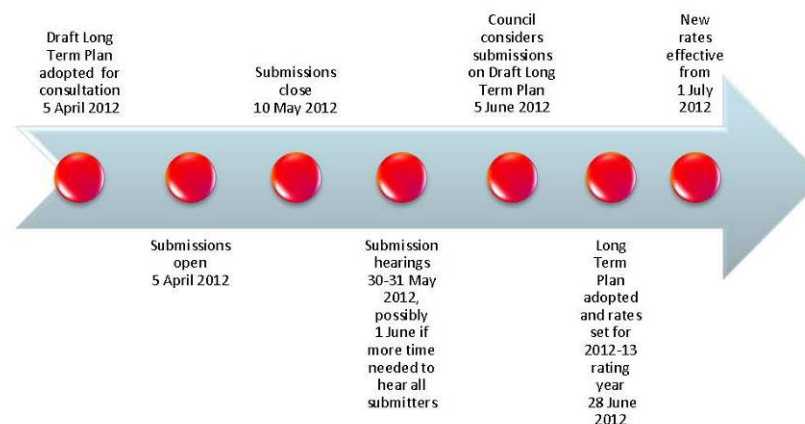 Draft Long
Term Plan
adopted for
consultation
5 April 2012
Submissions
open
5 April 2012
Submissions
close
10 May 2012
Submission
hearings
30-31 May
2012,
possibly
1 June if
more time
needed to
hear all
submitters
Council
considers
submissions
on Draft Long
Term Plan
5 June 2012
Long
Term
Plan
adopted
and rates
set for
2012-13
rating
year
28 June
2012
New
rates
effective
from
1 July
2012